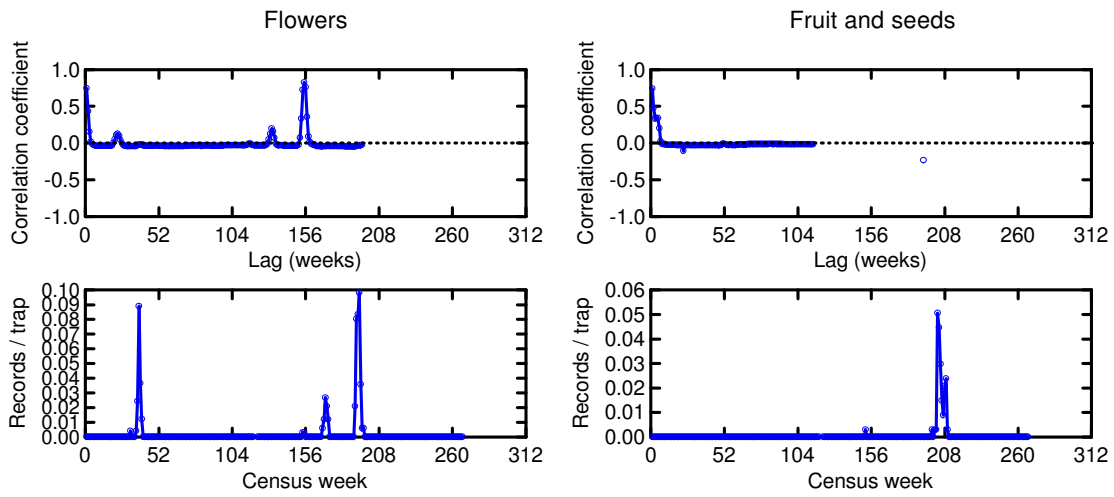 Flowers
Fruit and seeds
Correlation coefficient
1.0
0.5
0.0
-0.5
-1.0
0 52 104 156 208 260 312
Lag (weeks)
Correlation coefficient
1.0
0.5
0.0
-0.5
-1.0
0 52 104 156 208 260 312
Lag (weeks)
Records / trap
0.10
0.09
0.08
0.07
0.06
0.05
0.04
0.03
0.02
0.01
0.00
0 52 104 156 208 260 312
Census week
Records / trap
0.06
0.05
0.04
0.03
0.02
0.01
0.00
0 52 104 156 208 260 312
Census week